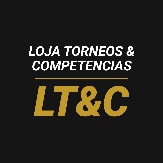 LOJA TORNEOS &
COMPETENCIAS
LT&C